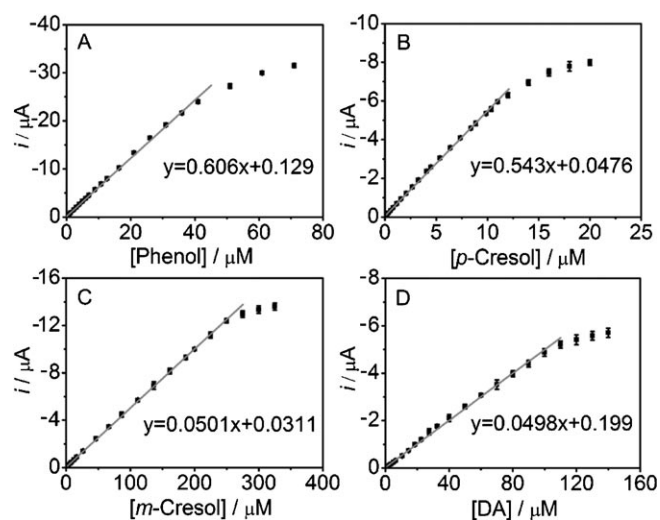 A
i / μA
-40
-30
-20
-10
0
y=0.606x+0.129
0 20 40 60 80
[Phenol] / μM
B
i / μA
-10
-8
-6
-4
-2
0
y=0.543x+0.0476
0 5 10 15 20 25
[p-Cresol] / μM
C
i / μA
-16
-12
-8
-4
0
y=0.0501x+0.0311
0 100 200 300 400
[m-Cresol] / μM
D
i / μA
-8
-6
-4
-2
0
y=0.0498x+0.199
0 40 80 120 160
[DA] / μM